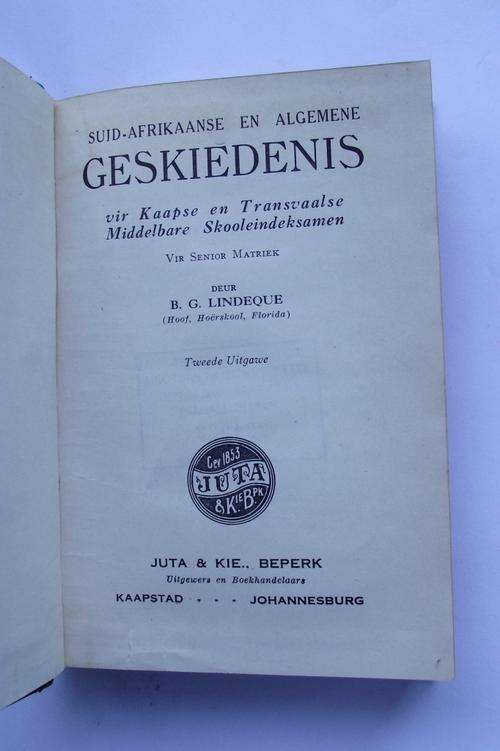 SUID-AFRIKAANSE EN ALGEMENE
GESKIEDENIS
vir Kaapse en Transvaalse
Middelbare Skooleindeksamen
VIR SENIOR MATRIEK
DEUR
B. G. LINDEQUE
(Hoof, Hoërskool, Florida)
Tweede Uitgawe
Gev 1853
JUTA
& KIE BPK
JUTA & KIE., BEPERK
Uitgewers en Boekhandelaars
KAAPSTAD - - - JOHANNESBURG